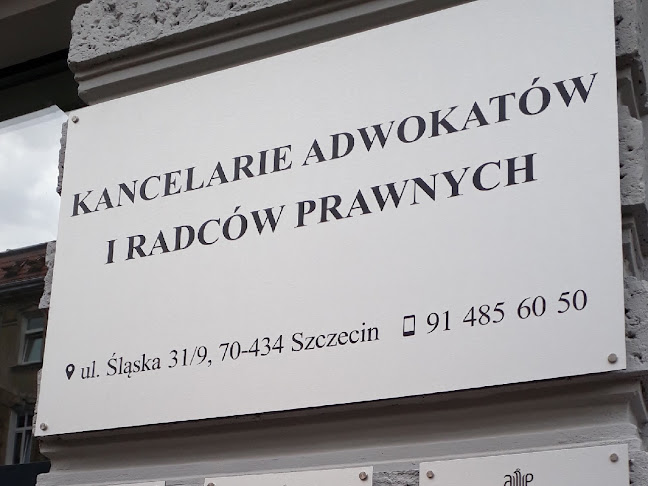 KANCELARIE ADWOKATÓW
I RADCÓW PRAWNYCH
ul. Śląska 31/9, 70-434 Szczecin 91 485 60 50